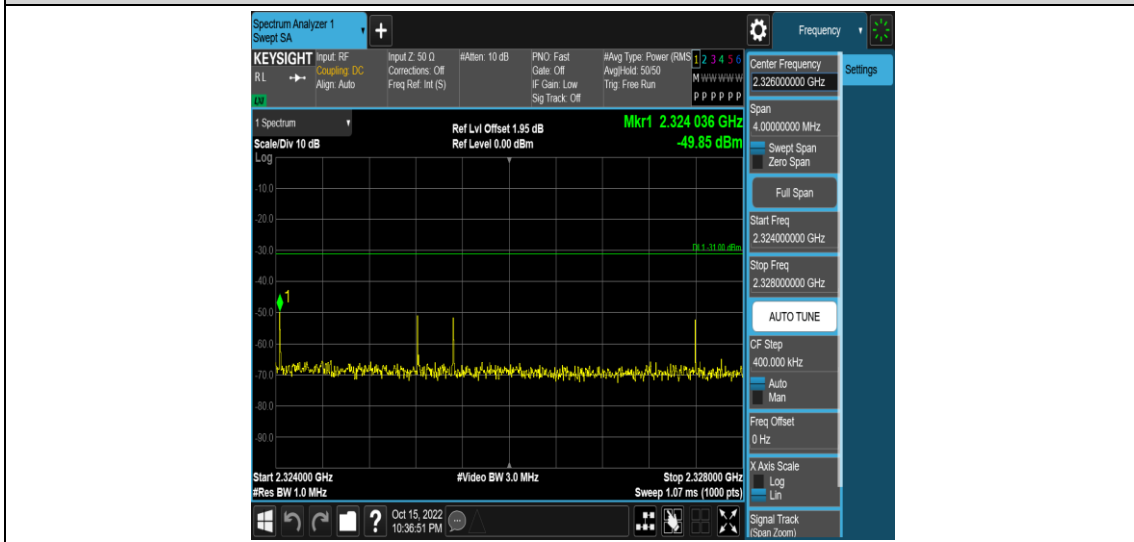 Spectrum Analyzer 1
Swept SA
+
Frequency
KEYSIGHT
RL
LXI
Input: RF
Coupling: DC
Align: Auto
Input Z: 50 Ω
Corrections: Off
Freq Ref: Int (S)
#Atten: 10 dB
PNO: Fast
Gate: Off
IF Gain: Low
Sig Track: Off
#Avg Type: Power (RMS
Avg|Hold: 50/50
Trig: Free Run
1 2 3 4 5 6
M W W W W W
P P P P P P
1 Spectrum
Scale/Div 10 dB
Ref Lvl Offset 1.95 dB
Ref Level 0.00 dBm
Mkr1 2.324 036 GHz
-49.85 dBm
Log
-10.0
-20.0
-30.0
DL1 -31.00 dBm
-40.0
1
-50.0
-60.0
-70.0
-80.0
-90.0
Start 2.324000 GHz
#Video BW 3.0 MHz
Stop 2.328000 GHz
#Res BW 1.0 MHz
Sweep 1.07 ms (1000 pts)
?
Oct 15, 2022
10:36:51 PM
Center Frequency
2.326000000 GHz
Settings
Span
4.00000000 MHz
Swept Span
Zero Span
Full Span
Start Freq
2.324000000 GHz
Stop Freq
2.328000000 GHz
AUTO TUNE
CF Step
400.000 kHz
Auto
Man
Freq Offset
0 Hz
X Axis Scale
Log
Lin
Signal Track
(Span Zoom)